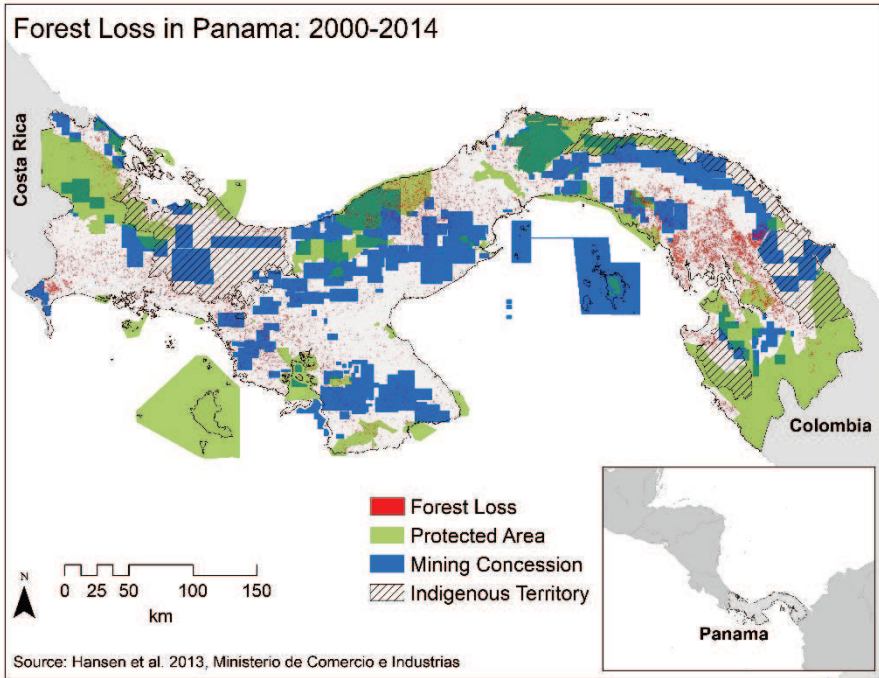 Forest Loss in Panama: 2000-2014
Costa Rica
Colombia
Forest Loss
Protected Area
Mining Concession
Indigenous Territory
N
0 25 50 100 150
km
Panama
Source: Hansen et al. 2013, Ministerio de Comercio e Industrias